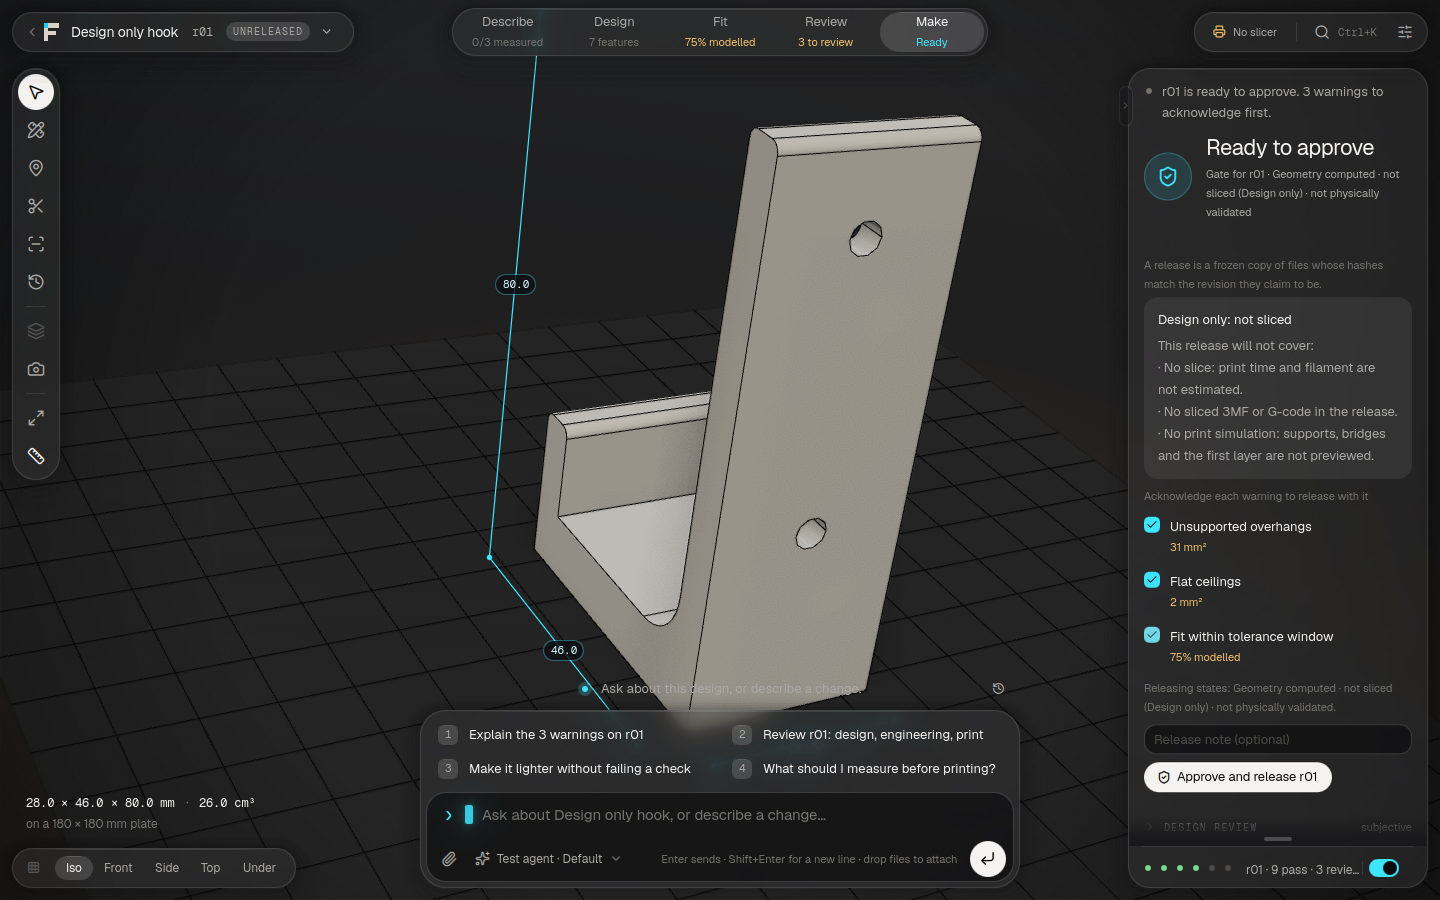 Design only hook r01 UNRELEASED
Describe
0/3 measured
Design
7 features
Fit
75% modelled
Review
3 to review
Make
Ready
No slicer
Ctrl+K
80.0
46.0
r01 is ready to approve. 3 warnings to
acknowledge first.
Ready to approve
Gate for r01 · Geometry computed · not
sliced (Design only) · not physically
validated
A release is a frozen copy of files whose hashes
match the revision they claim to be.
Design only: not sliced
This release will not cover:
· No slice: print time and filament are
not estimated.
· No sliced 3MF or G-code in the release.
· No print simulation: supports, bridges
and the first layer are not previewed.
Acknowledge each warning to release with it
Unsupported overhangs
31 mm²
Flat ceilings
2 mm²
Fit within tolerance window
75% modelled
Releasing states: Geometry computed · not sliced
(Design only) · not physically validated.
Release note (optional)
Approve and release r01
DESIGN REVIEW subjective
r01 · 9 pass · 3 revie...
Ask about this design, or describe a change.
1 Explain the 3 warnings on r01
2 Review r01: design, engineering, print
3 Make it lighter without failing a check
4 What should I measure before printing?
Ask about Design only hook, or describe a change...
Test agent · Default
Enter sends · Shift+Enter for a new line · drop files to attach
28.0 × 46.0 × 80.0 mm · 26.0 cm³
on a 180 × 180 mm plate
Iso Front Side Top Under